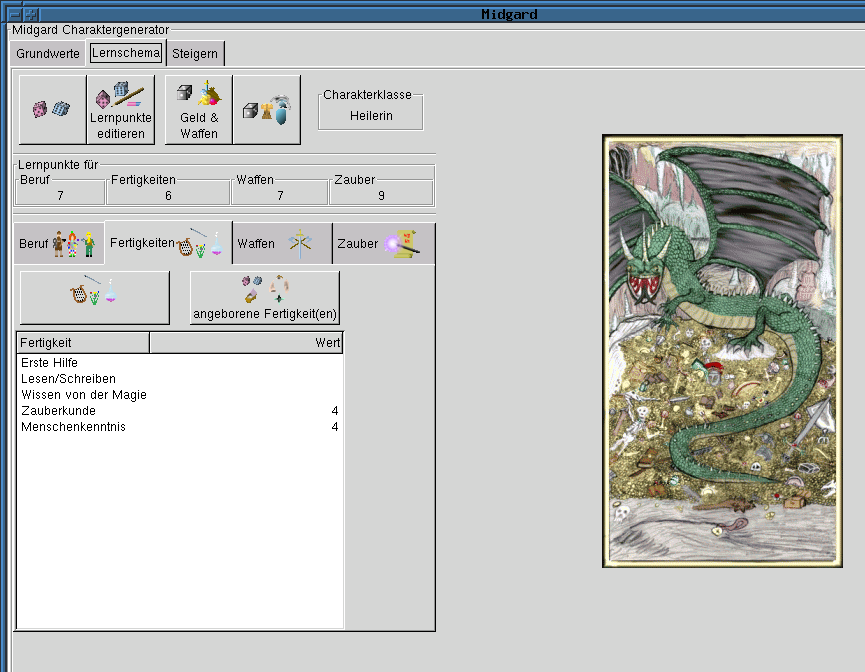 Midgard
Midgard Charaktergenerator
Grundwerte Lernschema Steigern
Lernpunkte
editieren
Geld &
Waffen
Charakterklasse
Heilerin
Lernpunkte für
Beruf Fertigkeiten Waffen Zauber
7 6 7 9
Beruf Fertigkeiten Waffen Zauber
angeborene Fertigkeit(en)
Fertigkeit Wert
Erste Hilfe
Lesen/Schreiben
Wissen von der Magie
Zauberkunde 4
Menschenkenntnis 4